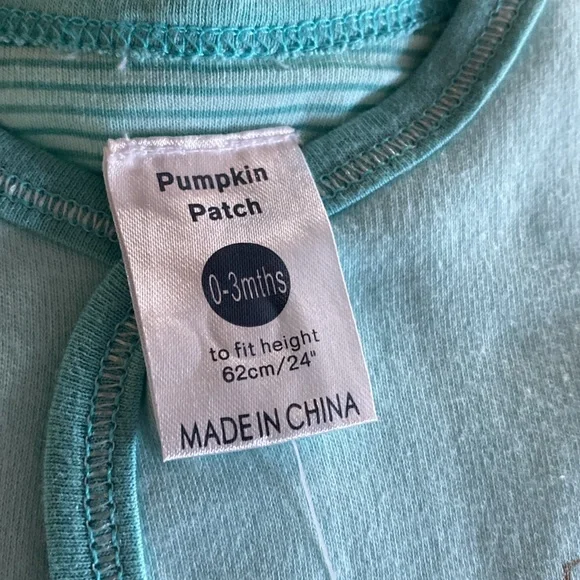 Pumpkin
Patch
0-3mths
to fit height
62cm/24"
MADE IN CHINA